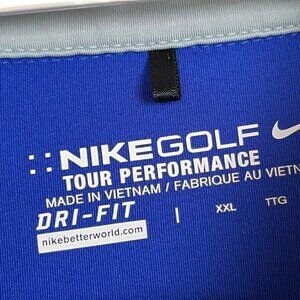 NIKEGOLF
TOUR PERFORMANCE
MADE IN VIETNAM / FABRIQUE AU VIETN
DRI-FIT | XXL TTG
nikebetterworld.com